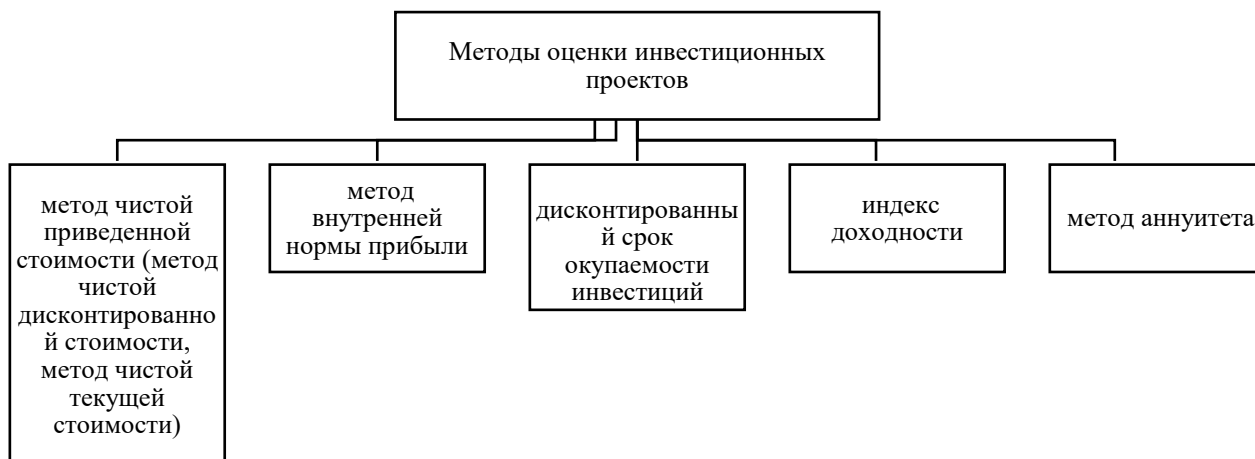 Методы оценки инвестиционных
проектов
метод чистой
приведенной
стоимости (метод
чистой
дисконтированно
й стоимости,
метод чистой
текущей
стоимости)
метод
внутренней
нормы прибыли
дисконтированны
й срок
окупаемости
инвестиций
индекс
доходности
метод аннуитета